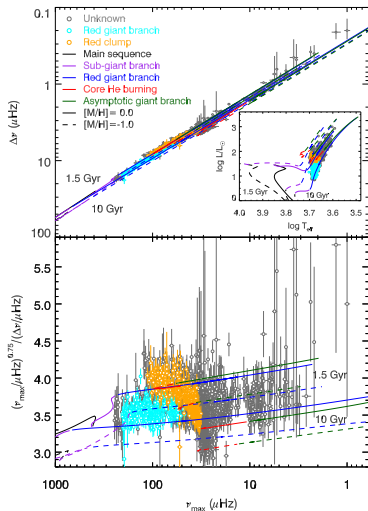 0.1
Unknown
Red giant branch
Red clump
Main sequence
Sub-giant branch
Red giant branch
Core He burning
Asymptotic giant branch
[M/H]= 0.0
[M/H]=-1.0
1
10
100
Δν (μHz)
1.5 Gyr
10 Gyr
log L/L☉
3
2
1
0
1.5 Gyr
10 Gyr
4.0 3.9 3.8 3.7 3.6 3.5
log Teff
(νmax/μHz)^0.75/(Δν/μHz)
5.5
5.0
4.5
4.0
3.5
3.0
1.5 Gyr
10 Gyr
1000 100 10 1
νmax (μHz)